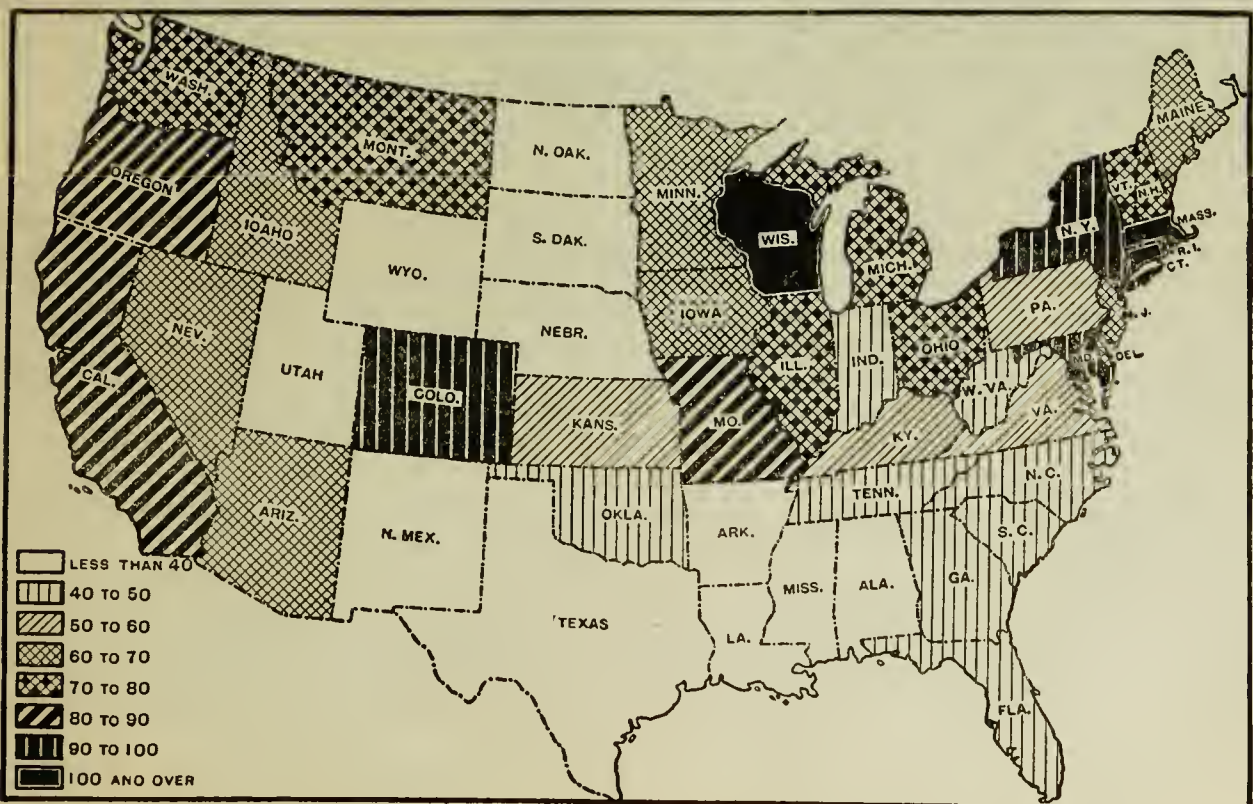 WASH.
MONT.
N. OAK.
MINN.
MAINE
OREGON
IOAHO
S. DAK.
WIS.
MICH.
N.Y.
VT.
N.H.
MASS.
R.I.
CT.
WYO.
NEV.
UTAH
NEBR.
IOWA
ILL.
IND.
OHIO
PA.
N.J.
MD.
DEL.
CAL.
COLO.
KANS.
MO.
KY.
W. VA.
VA.
ARIZ.
N. MEX.
OKLA.
ARK.
TENN.
N.C.
S.C.
TEXAS
LA.
MISS.
ALA.
GA.
FLA.
LESS THAN 40
40 TO 50
50 TO 60
60 TO 70
70 TO 80
80 TO 90
90 TO 100
100 ANO OVER